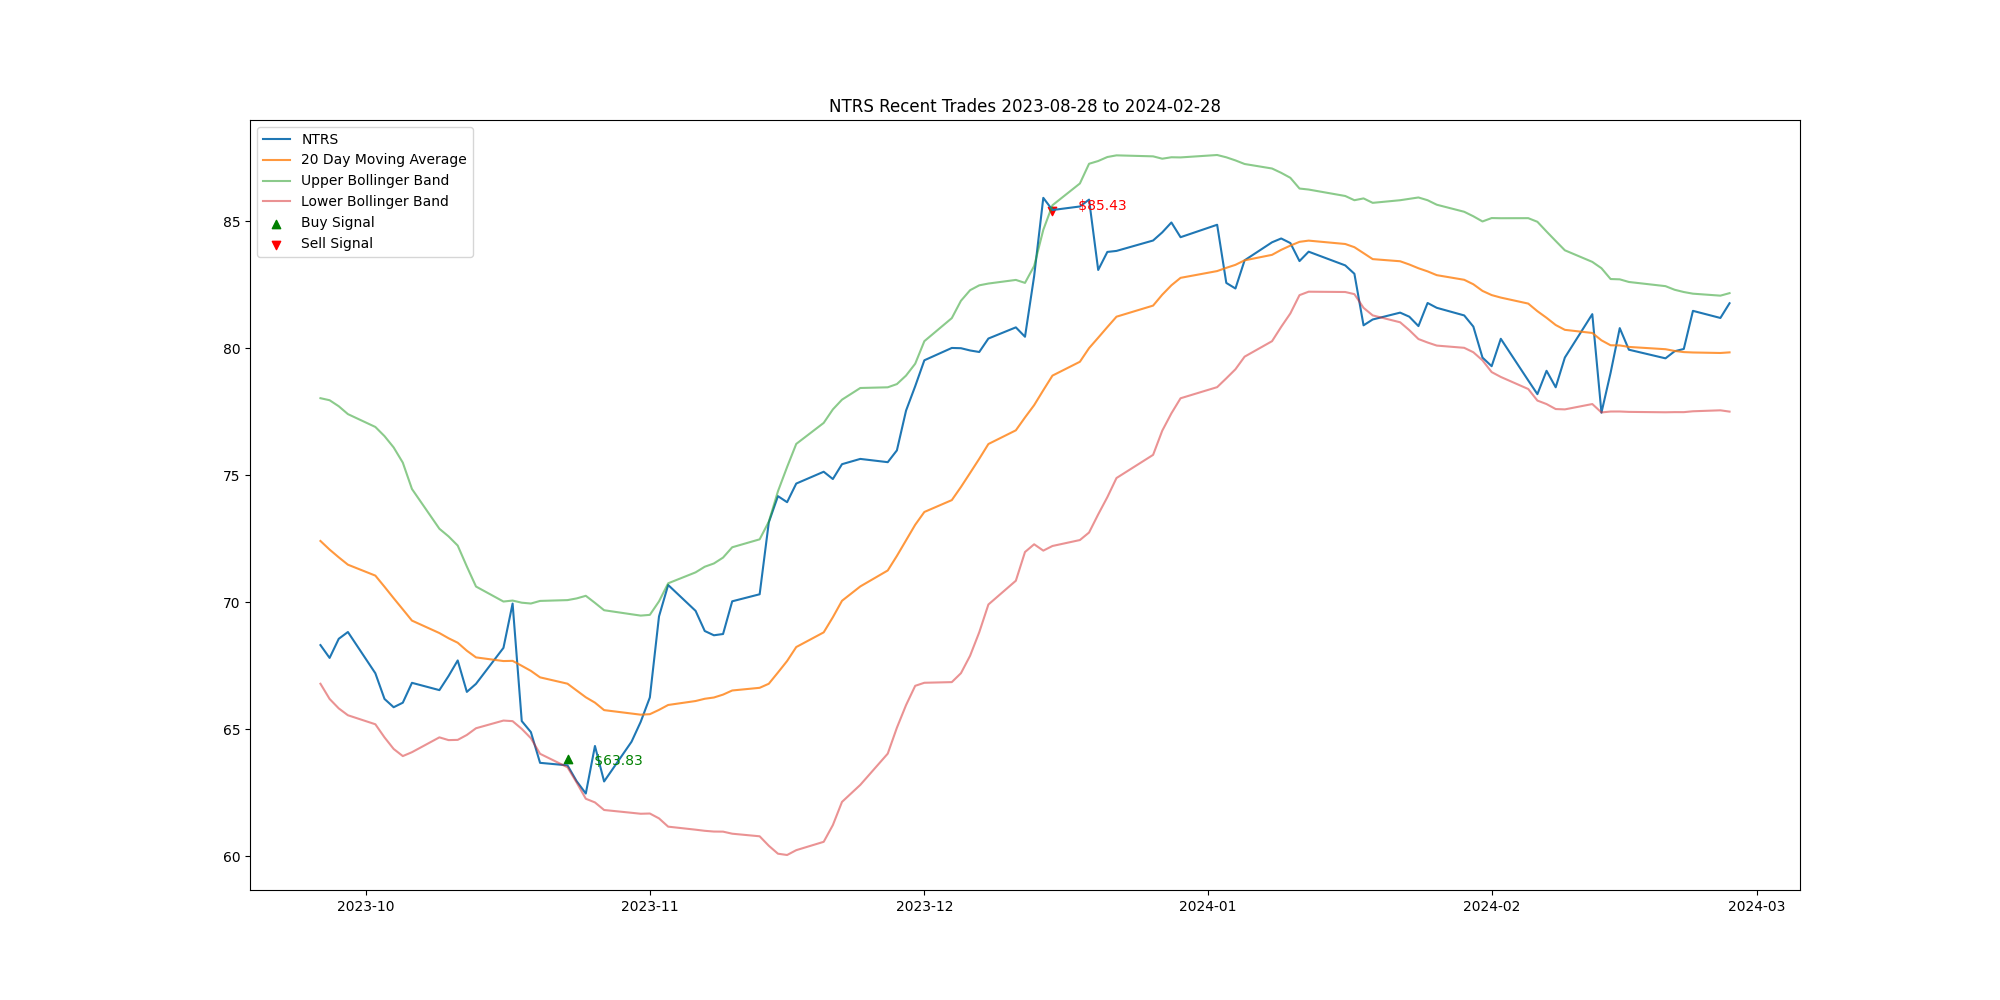 NTRS Recent Trades 2023-08-28 to 2024-02-28
NTRS
20 Day Moving Average
Upper Bollinger Band
Lower Bollinger Band
Buy Signal
Sell Signal
$85.43
$63.83
85
80
75
70
65
60
2023-10
2023-11
2023-12
2024-01
2024-02
2024-03